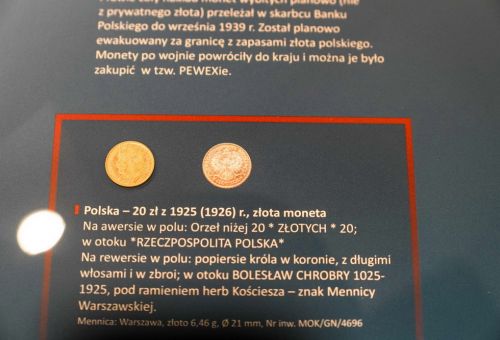 z prywatnego złota) przeleżał w skarbcu Banku
Polskiego do września 1939 r. Został planowo
ewakuowany za granicę z zapasami złota polskiego.
Monety po wojnie powróciły do kraju i można je było
zakupić w tzw. PEWEXie.
Polska – 20 zł z 1925 (1926) r., złota moneta
Na awersie w polu: Orzeł niżej 20 * ZŁOTYCH * 20;
w otoku *RZECZPOSPOLITA POLSKA*
Na rewersie w polu: popiersie króla w koronie, z długimi
włosami i w zbroi; w otoku BOLESŁAW CHROBRY 1025-
1925, pod ramieniem herb Kościesza – znak Mennicy
Warszawskiej.
Mennica: Warszawa, złoto 6,46 g, Ø 21 mm, Nr inw. MOK/GN/4696